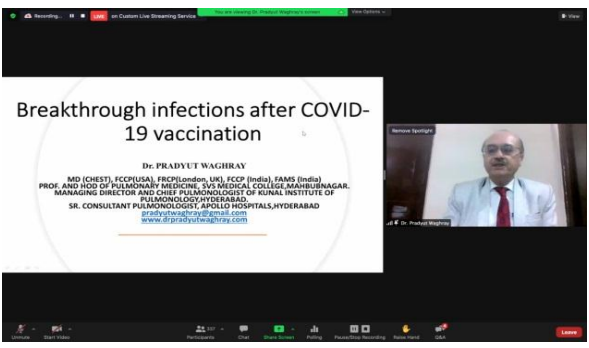 Recording...
LIVE on Custom Live Streaming Service
You are viewing Dr. Pradyut Waghray's screen
View Options
View
Breakthrough infections after COVID-
19 vaccination
Dr. PRADYUT WAGHRAY
MD (CHEST), FCCP(USA), FRCP(London, UK), FCCP (India), FAMS (India)
PROF. AND HOD OF PULMONARY MEDICINE, SVS MEDICAL COLLEGE,MAHBUBNAGAR.
MANAGING DIRECTOR AND CHIEF PULMONOLOGIST OF KUNAL INSTITUTE OF
PULMONOLOGY,HYDERABAD.
SR. CONSULTANT PULMONOLOGIST, APOLLO HOSPITALS,HYDERABAD
pradyutwaghray@gmail.com
www.drpradyutwaghray.com
Remove Spotlight
Dr. Pradyut Waghray
337
Unmute
Start Video
Participants
Chat
Share Screen
Polling
Pause/Stop Recording
Raise Hand
Q&A
Leave